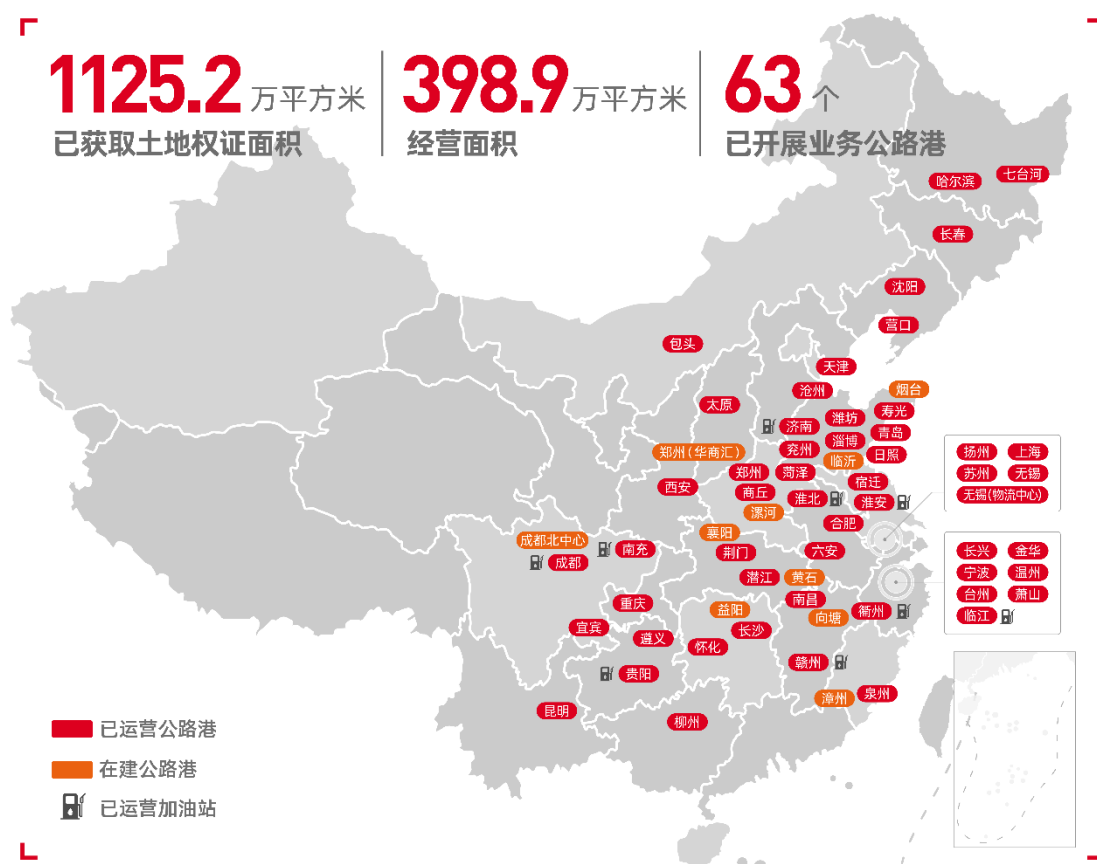 1125.2 万平方米
已获取土地权证面积
398.9 万平方米
经营面积
63 个
已开展业务公路港
哈尔滨
七台河
长春
沈阳
营口
包头
天津
沧州
烟台
太原
寿光
潍坊
济南
青岛
淄博
兖州
郑州(华商汇)
日照
临沂
郑州
菏泽
宿迁
西安
商丘
淮北
淮安
漯河
合肥
襄阳
成都北中心
南充
荆门
六安
成都
潜江
黄石
南昌
重庆
益阳
衢州
向塘
宜宾
长沙
遵义
怀化
赣州
贵阳
泉州
漳州
昆明
柳州
扬州
上海
苏州
无锡
无锡(物流中心)
长兴
金华
宁波
温州
台州
萧山
临江
已运营公路港
在建公路港
已运营加油站